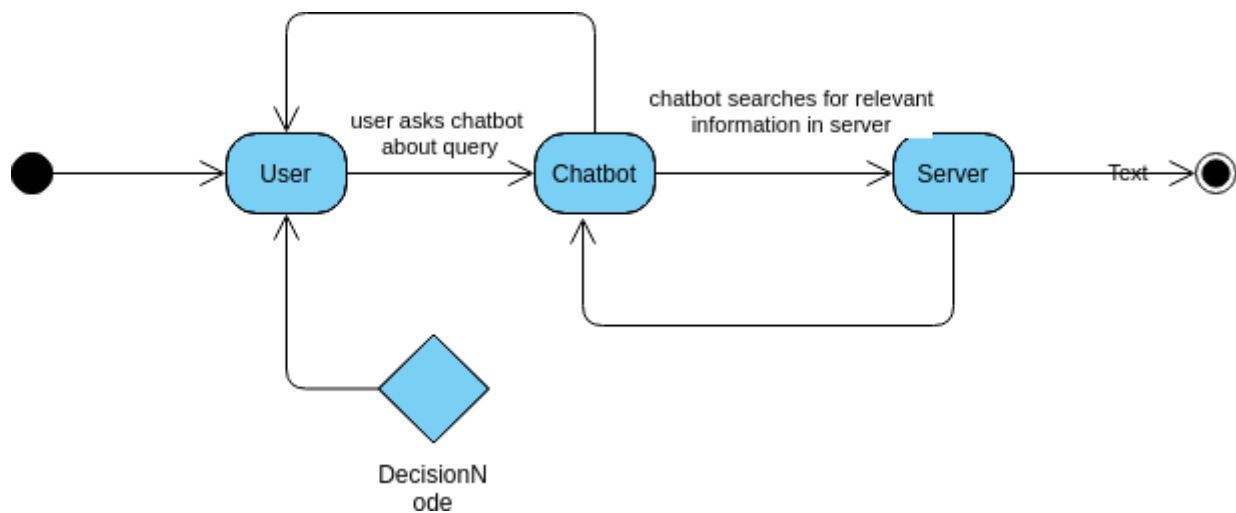 chatbot searches for relevant
information in server
user asks chatbot
about query
User
Chatbot
Server
Text
DecisionN
ode